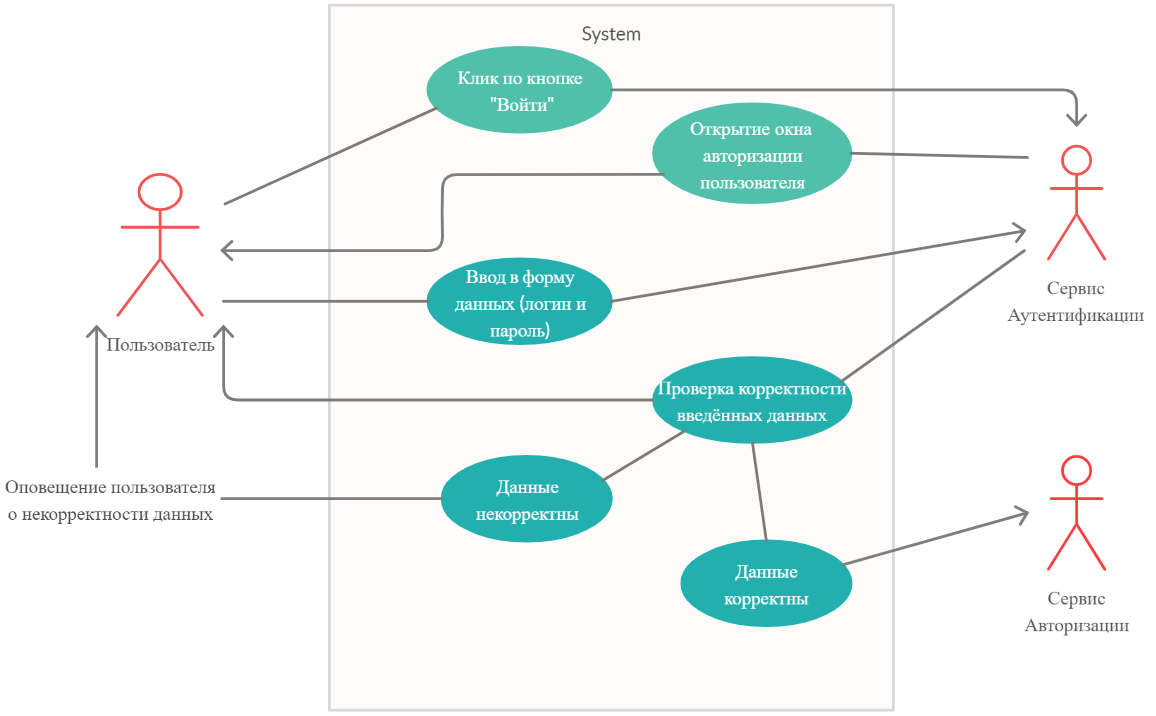 System
Клик по кнопке
"Войти"
Открытие окна
авторизации
пользователя
Ввод в форму
данных (логин и
пароль)
Сервис
Аутентификации
Пользователь
Проверка корректности
введённых данных
Оповещение пользователя
о некорректности данных
Данные
некорректны
Данные
корректны
Сервис
Авторизации